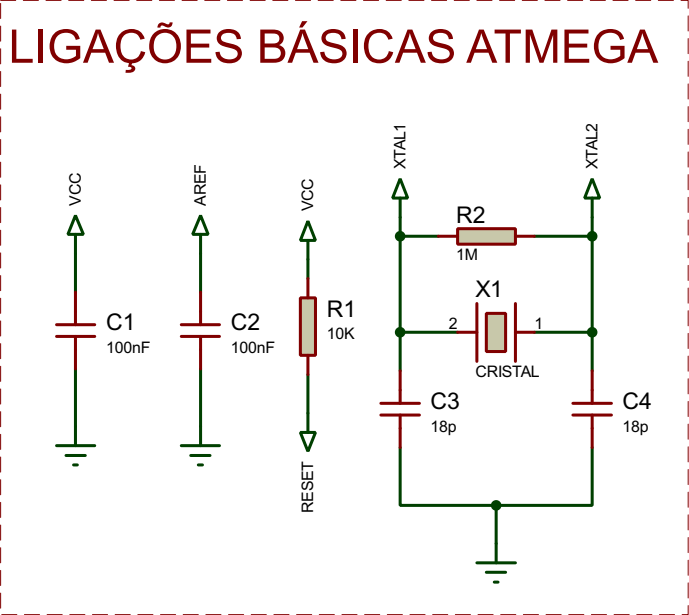 LIGAÇÕES BÁSICAS ATMEGA
VCC
C1
100nF
AREF
C2
100nF
VCC
R1
10K
RESET
XTAL1
XTAL2
R2
1M
X1
2
1
CRISTAL
C3
18p
C4
18p